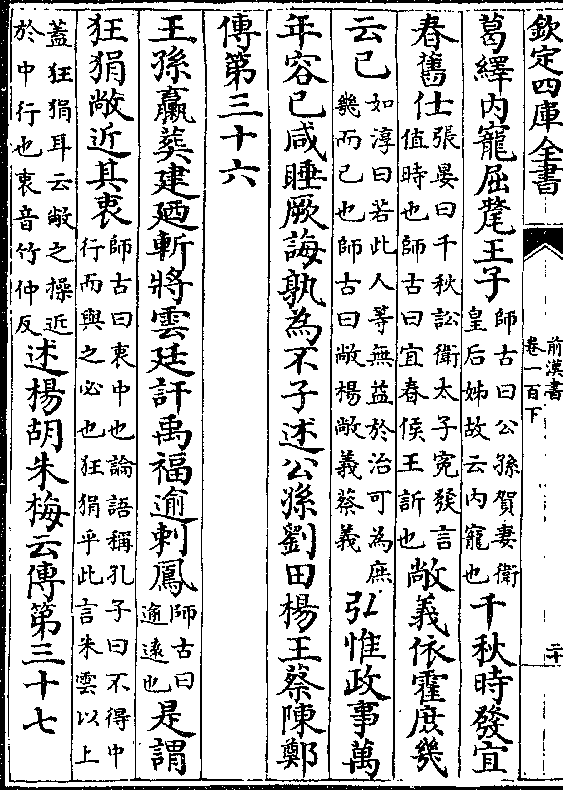 欽定四庫全書
前漢書
卷一百下
二十
葛繹内寵屈氂王子師古曰公孫賀妻衛皇后姊故云内寵也千秋時發宜
春舊仕張晏曰千秋訟衛太子寃發言值時也師古曰宜春侯王訢也敞義依霍庶幾
云已如淳曰若此人等無益於治可為庶幾而已也師古曰敞楊敞義蔡義弘惟政事萬
年容已咸睡厥誨孰為不子述公孫劉田楊王蔡陳鄭
傳第三十六
王孫臝葬建廼斬將雲廷訐禹福逾刺鳳師古曰逾遠也是謂
狂狷敞近其衷師古曰衷中也論語稱孔子曰不得中行而與之必也狂狷乎此言朱雲以上
蓋狂狷耳云敞之操近於中行也衷音竹仲反述楊胡朱梅云傳第三十七